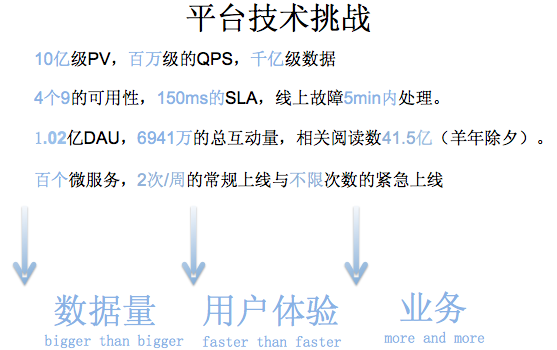 平台技术挑战
10亿级PV，百万级的QPS，千亿级数据
4个9的可用性，150ms的SLA，线上故障5min内处理。
1.02亿DAU，6941万的总互动量，相关阅读数41.5亿（羊年除夕）。
百个微服务，2次/周的常规上线与不限次数的紧急上线
数据量 用户体验 业务
bigger than bigger faster than faster more and more